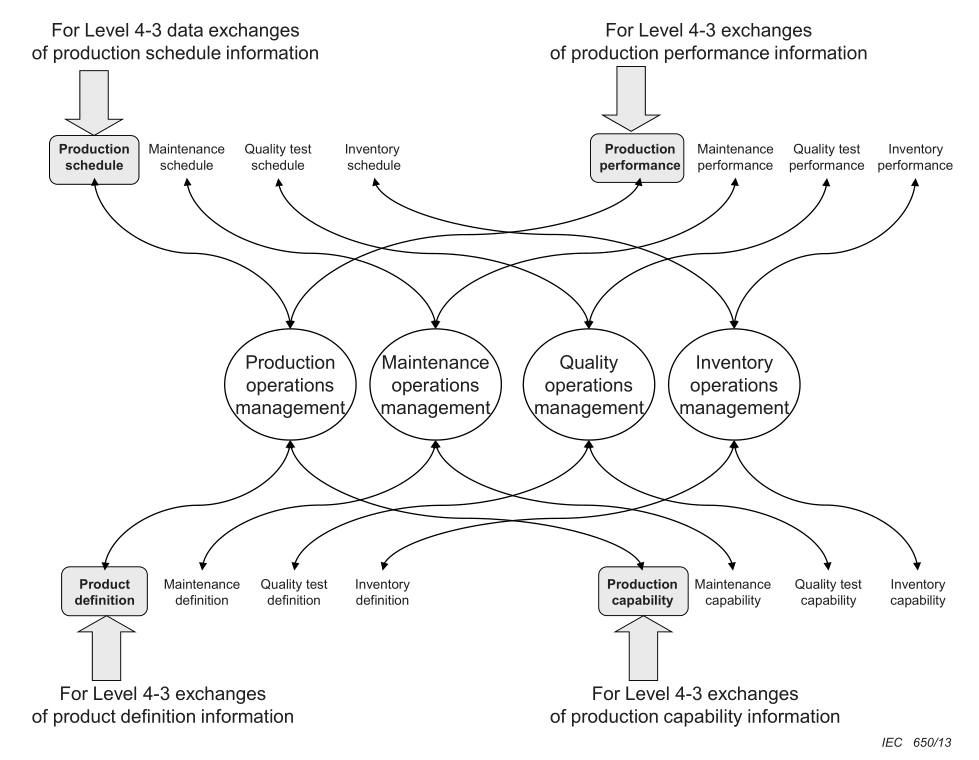 For Level 4-3 data exchanges
of production schedule information
For Level 4-3 exchanges
of production performance information
Production
schedule
Maintenance
schedule
Quality test
schedule
Inventory
schedule
Production
performance
Maintenance
performance
Quality test
performance
Inventory
performance
Production
operations
management
Maintenance
operations
management
Quality
operations
management
Inventory
operations
management
Product
definition
Maintenance
definition
Quality test
definition
Inventory
definition
Production
capability
Maintenance
capability
Quality test
capability
Inventory
capability
For Level 4-3 exchanges
of product definition information
For Level 4-3 exchanges
of production capability information
IEC 650/13